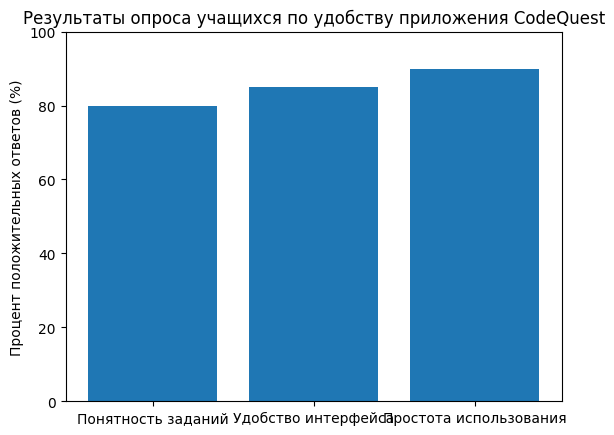 Результаты опроса учащихся по удобству приложения CodeQuest
Процент положительных ответов (%)
100
80
60
40
20
0
Понятность заданий Удобство интерфейса Простота использования